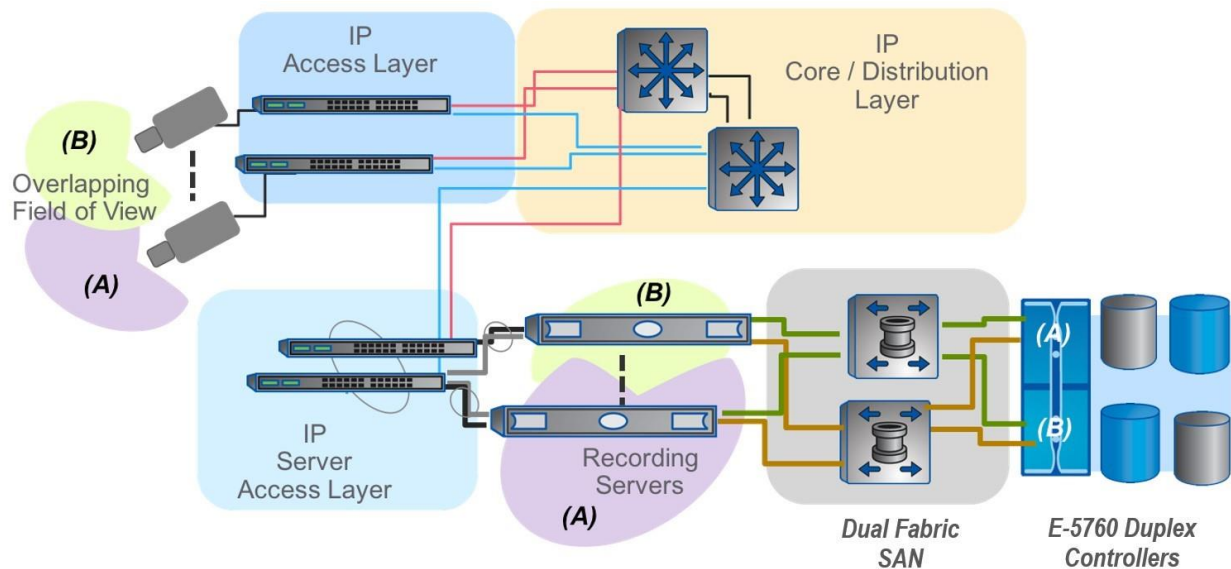 IP
Access Layer
IP
Core / Distribution
Layer
(B)
Overlapping
Field of View
(A)
IP
Server
Access Layer
(B)
Recording
Servers
(A)
(A)
(B)
Dual Fabric
SAN
E-5760 Duplex
Controllers